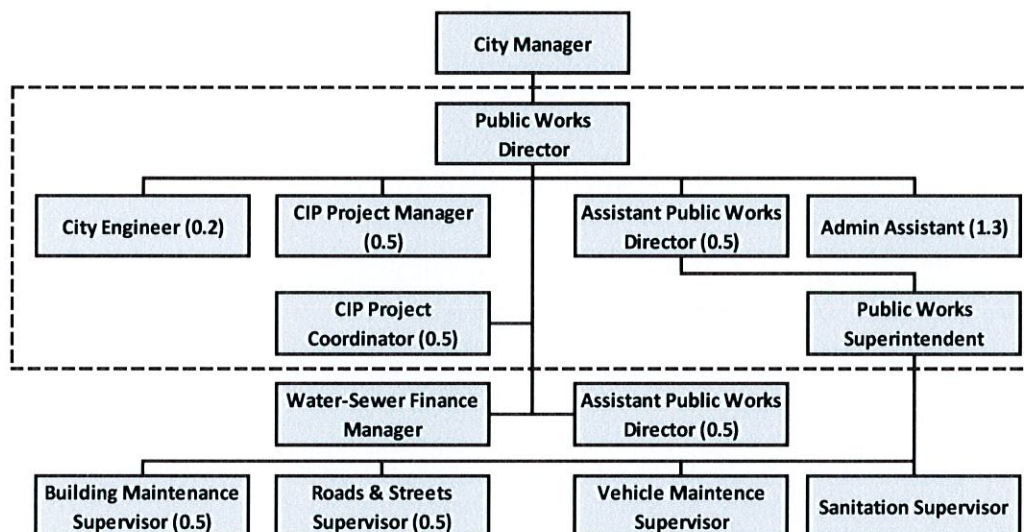 City Manager
Public Works
Director
City Engineer (0.2)
CIP Project Manager
(0.5)
Assistant Public Works
Director (0.5)
Admin Assistant (1.3)
CIP Project
Coordinator (0.5)
Public Works
Superintendent
Water-Sewer Finance
Manager
Assistant Public Works
Director (0.5)
Building Maintenance
Supervisor (0.5)
Roads & Streets
Supervisor (0.5)
Vehicle Maintence
Supervisor
Sanitation Supervisor